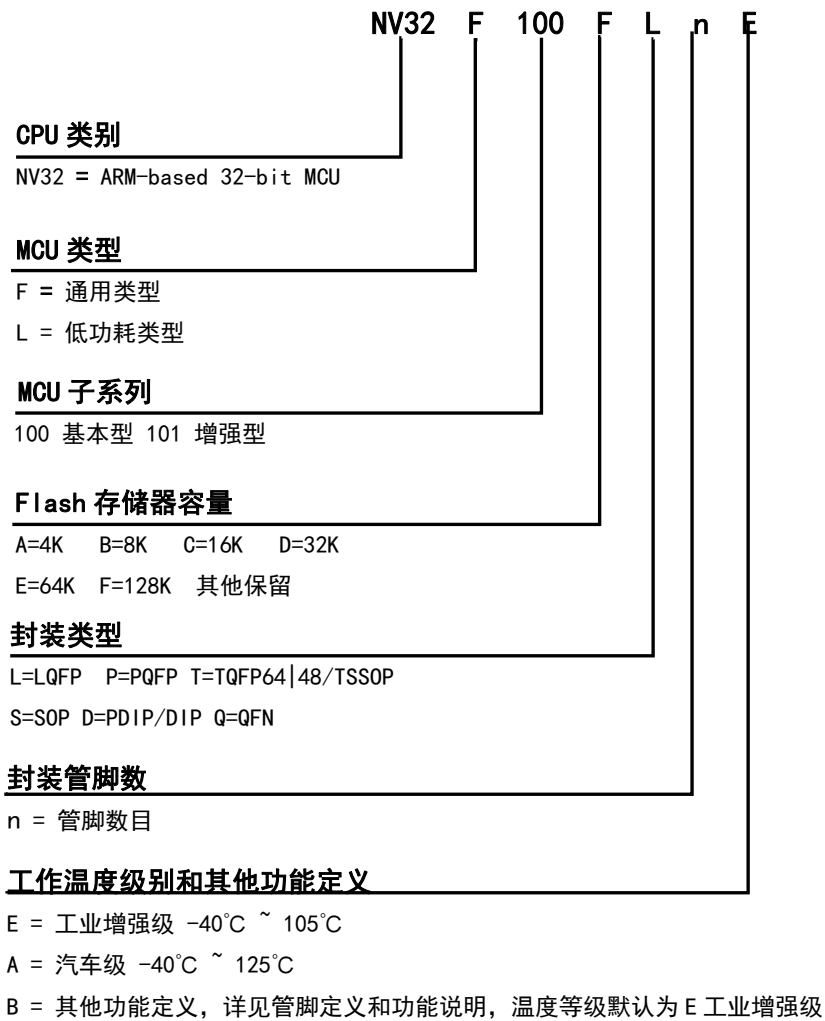 NV32 F 100 F L n E
CPU 类别
NV32 = ARM-based 32-bit MCU
MCU 类型
F = 通用类型
L = 低功耗类型
MCU 子系列
100 基本型 101 增强型
Flash 存储器容量
A=4K B=8K C=16K D=32K
E=64K F=128K 其他保留
封装类型
L=LQFP P=PQFP T=TQFP64|48/TSSOP
S=SOP D=PDIP/DIP Q=QFN
封装管脚数
n = 管脚数目
工作温度级别和其他功能定义
E = 工业增强级 -40℃ ~ 105℃
A = 汽车级 -40℃ ~ 125℃
B = 其他功能定义，详见管脚定义和功能说明，温度等级默认为 E 工业增强级